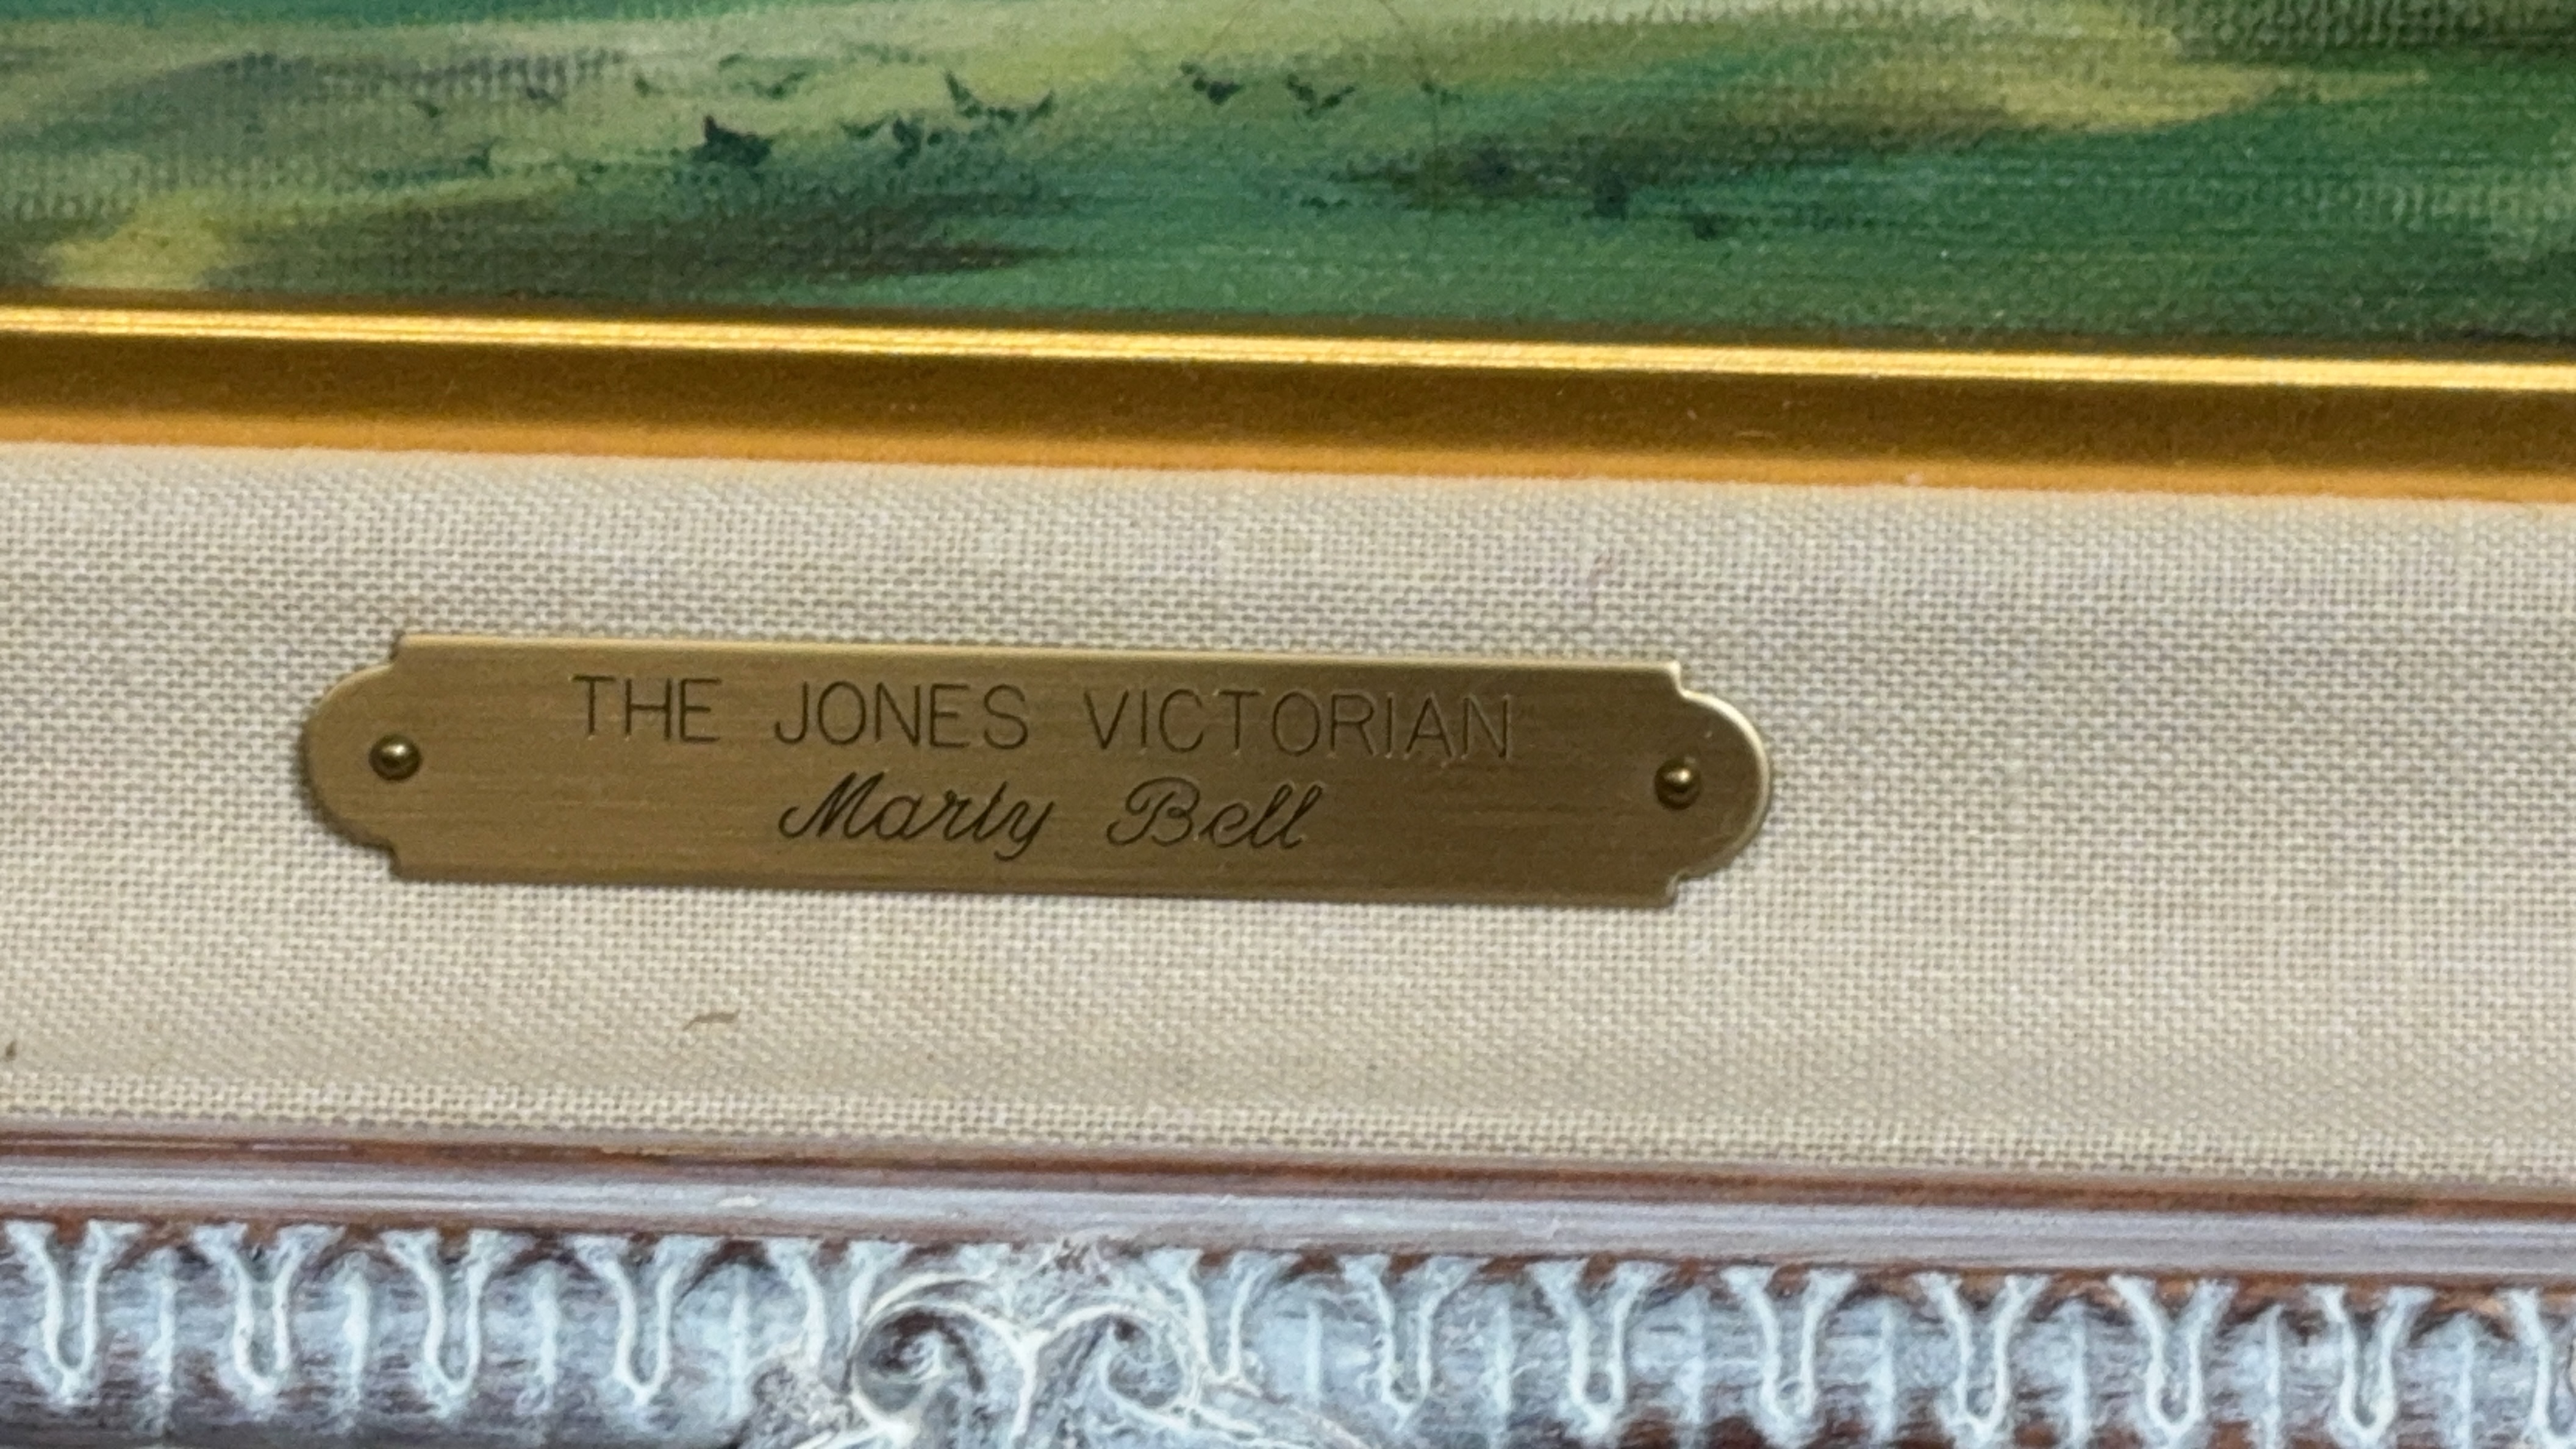 THE JONES VICTORIAN
Marty Bell